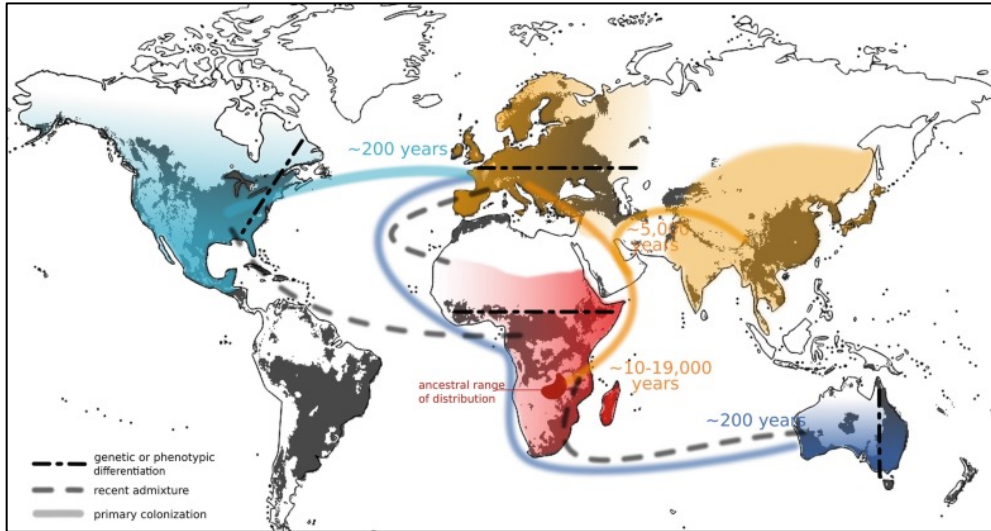 ~200 years
~5,000
years
~10-19,000
years
ancestral range
of distribution
~200 years
genetic or phenotypic
differentiation
recent admixture
primary colonization